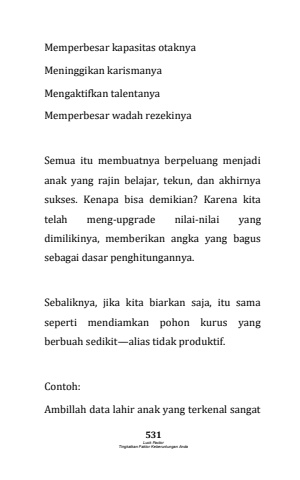 Memperbesar kapasitas otaknya
Meninggikan karismanya
Mengaktifkan talentanya
Memperbesar wadah rezekinya
Semua itu membuatnya berpeluang menjadi
anak yang rajin belajar, tekun, dan akhirnya
sukses. Kenapa bisa demikian? Karena kita
telah meng-upgrade nilai-nilai yang
dimilikinya, memberikan angka yang bagus
sebagai dasar penghitungannya.
Sebaliknya, jika kita biarkan saja, itu sama
seperti mendiamkan pohon kurus yang
berbuah sedikit—alias tidak produktif.
Contoh:
Ambillah data lahir anak yang terkenal sangat
531
Luck Factor
Tingkatkan Faktor Keberuntungan Anda